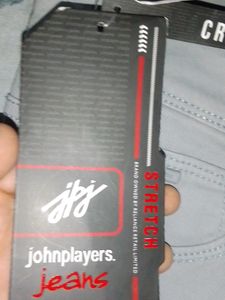 CR
jpj
johnplayers.
jeans
STRETCH
BRAND OWNED BY RELIANCE RETAIL LIMITED